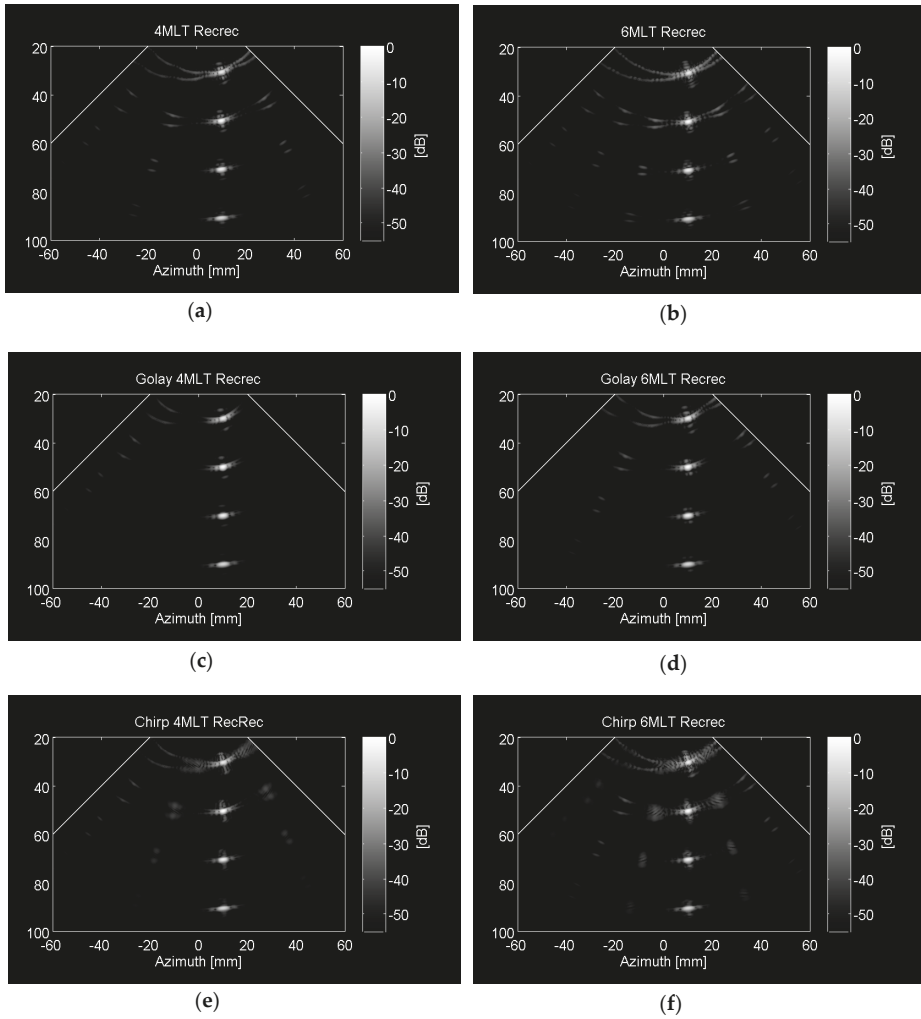 4MLT Recrec
20
40
60
80
100
-60 -40 -20 0 20 40 60
Azimuth [mm]
0
-10
-20
-30
-40
-50
[dB]
(a)
6MLT Recrec
20
40
60
80
100
-60 -40 -20 0 20 40 60
Azimuth [mm]
0
-10
-20
-30
-40
-50
[dB]
(b)
Golay 4MLT Recrec
20
40
60
80
100
-60 -40 -20 0 20 40 60
Azimuth [mm]
0
-10
-20
-30
-40
-50
[dB]
(c)
Golay 6MLT Recrec
20
40
60
80
100
-60 -40 -20 0 20 40 60
Azimuth [mm]
0
-10
-20
-30
-40
-50
[dB]
(d)
Chirp 4MLT RecRec
20
40
60
80
100
-60 -40 -20 0 20 40 60
Azimuth [mm]
0
-10
-20
-30
-40
-50
[dB]
(e)
Chirp 6MLT Recrec
20
40
60
80
100
-60 -40 -20 0 20 40 60
Azimuth [mm]
0
-10
-20
-30
-40
-50
[dB]
(f)